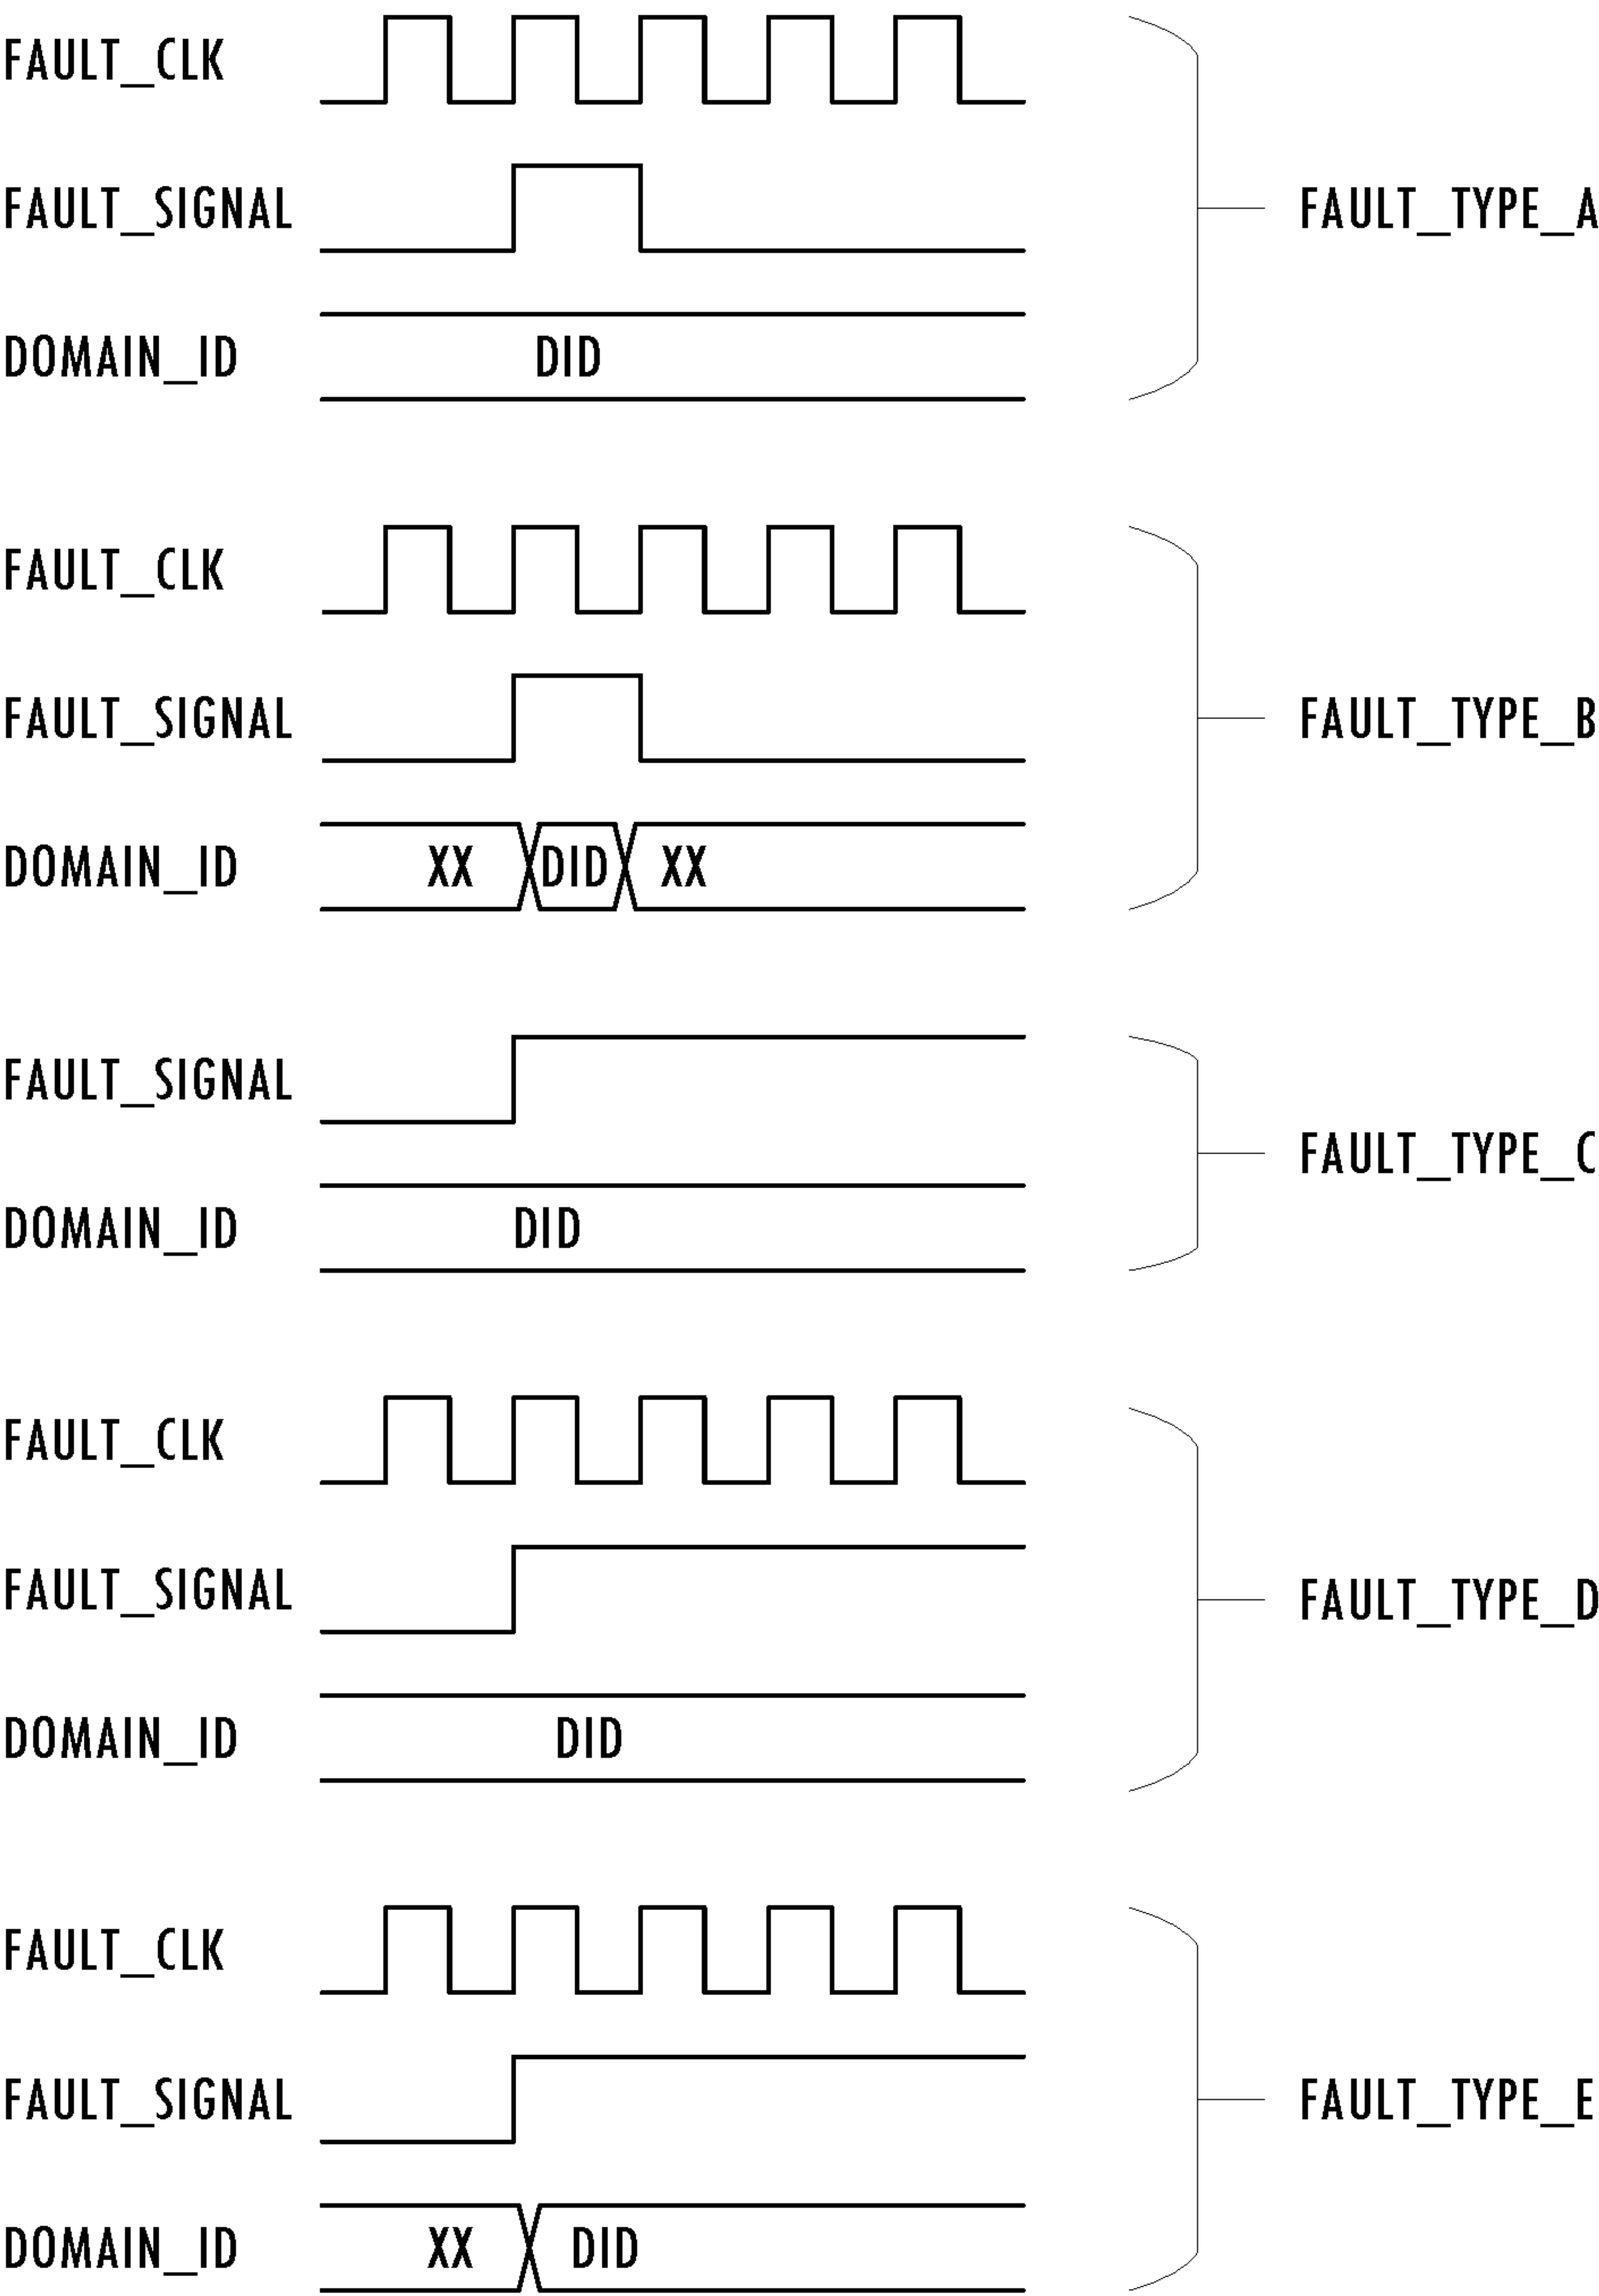 FAULT_CLK
FAULT_SIGNAL
FAULT_TYPE_A
DOMAIN_ID DID
FAULT_CLK
FAULT_SIGNAL
FAULT_TYPE_B
DOMAIN_ID XX DID XX
FAULT_SIGNAL
FAULT_TYPE_C
DOMAIN_ID DID
FAULT_CLK
FAULT_SIGNAL
FAULT_TYPE_D
DOMAIN_ID DID
FAULT_CLK
FAULT_SIGNAL
FAULT_TYPE_E
DOMAIN_ID XX DID